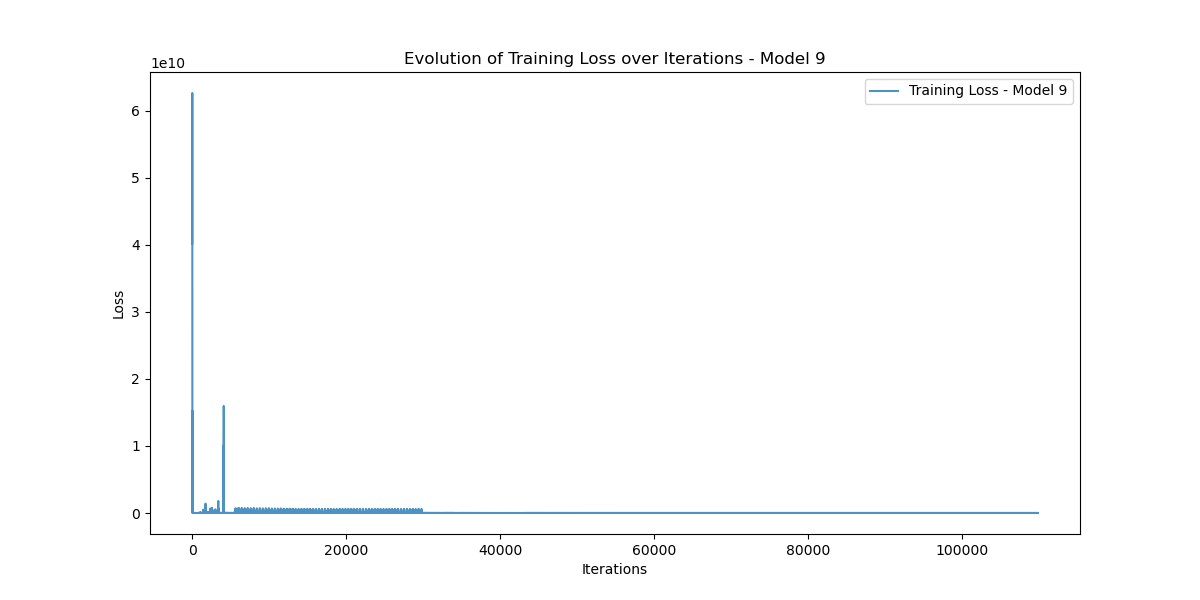 Evolution of Training Loss over Iterations - Model 9
1e10
Training Loss - Model 9
6
5
4
3
2
1
0
Loss
0 20000 40000 60000 80000 100000
Iterations